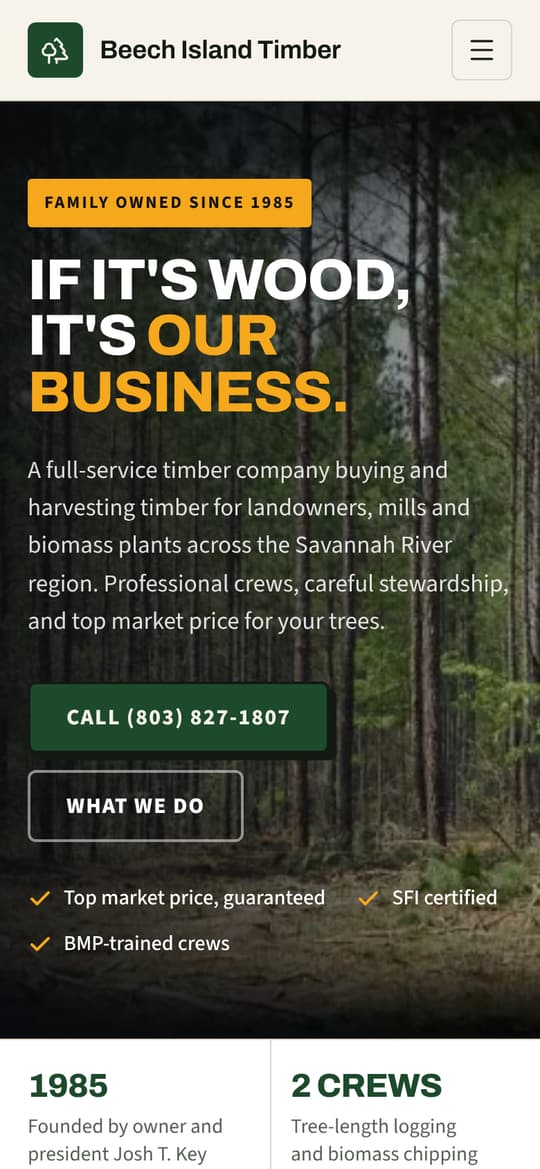 Beech Island Timber
FAMILY OWNED SINCE 1985
IF IT'S WOOD,
IT'S OUR
BUSINESS.
A full-service timber company buying and
harvesting timber for landowners, mills and
biomass plants across the Savannah River
region. Professional crews, careful stewardship,
and top market price for your trees.
CALL (803) 827-1807
WHAT WE DO
Top market price, guaranteed
SFI certified
BMP-trained crews
1985
Founded by owner and
president Josh T. Key
2 CREWS
Tree-length logging
and biomass chipping